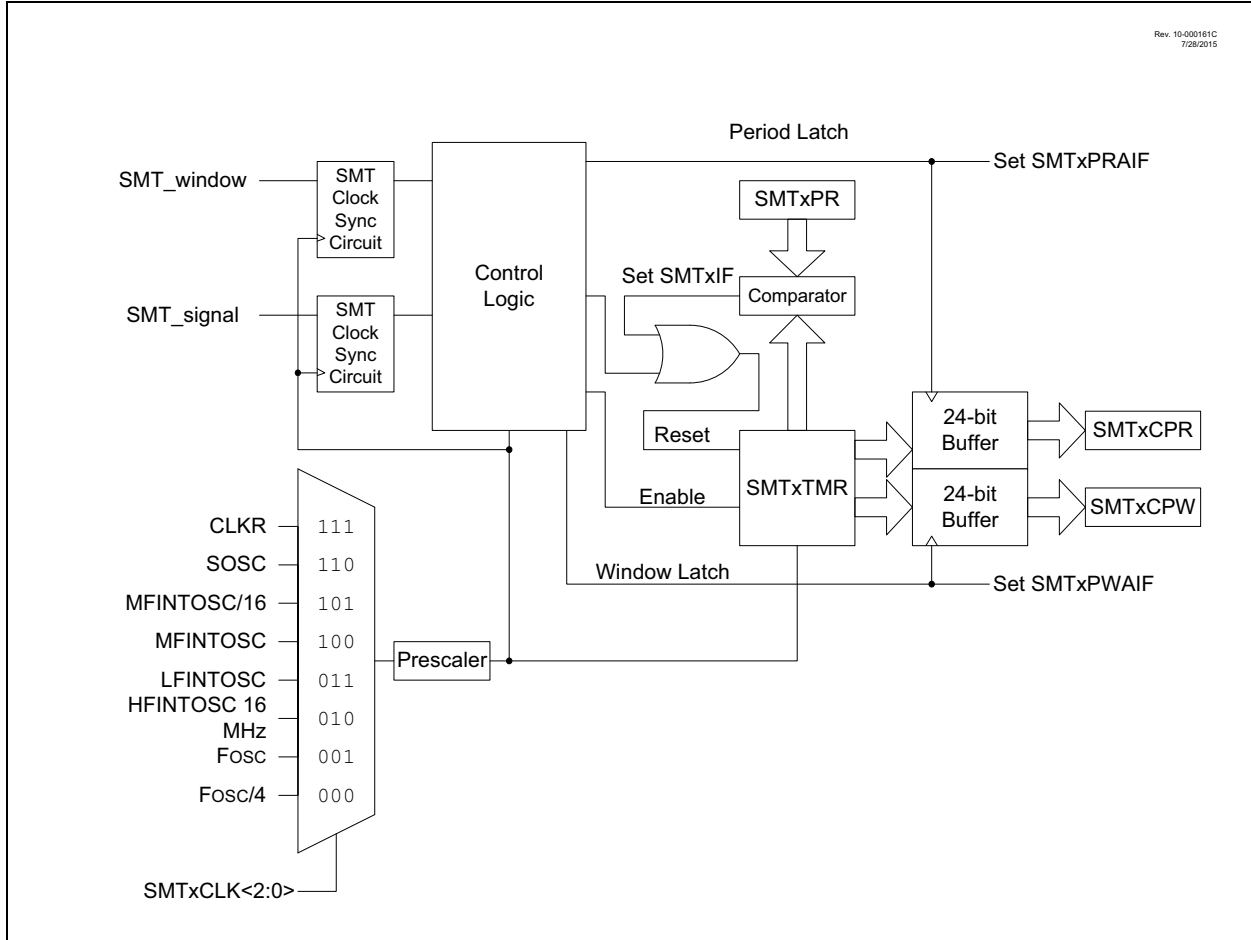 Rev. 10-000161C
7/28/2015
Period Latch
Set SMTxPRAIF
SMT_window
SMT
Clock
Sync
Circuit
SMTxPR
Control
Logic
Set SMTxIF
Comparator
SMT_signal
SMT
Clock
Sync
Circuit
24-bit
Buffer
SMTxCPR
Reset
SMTxTMR
Enable
24-bit
Buffer
SMTxCPW
Window Latch
Set SMTxPWAIF
CLKR 111
SOSC 110
MFINTOSC/16 101
MFINTOSC 100
Prescaler
LFINTOSC 011
HFINTOSC 16
MHz 010
FOSC 001
FOSC/4 000
SMTxCLK<2:0>